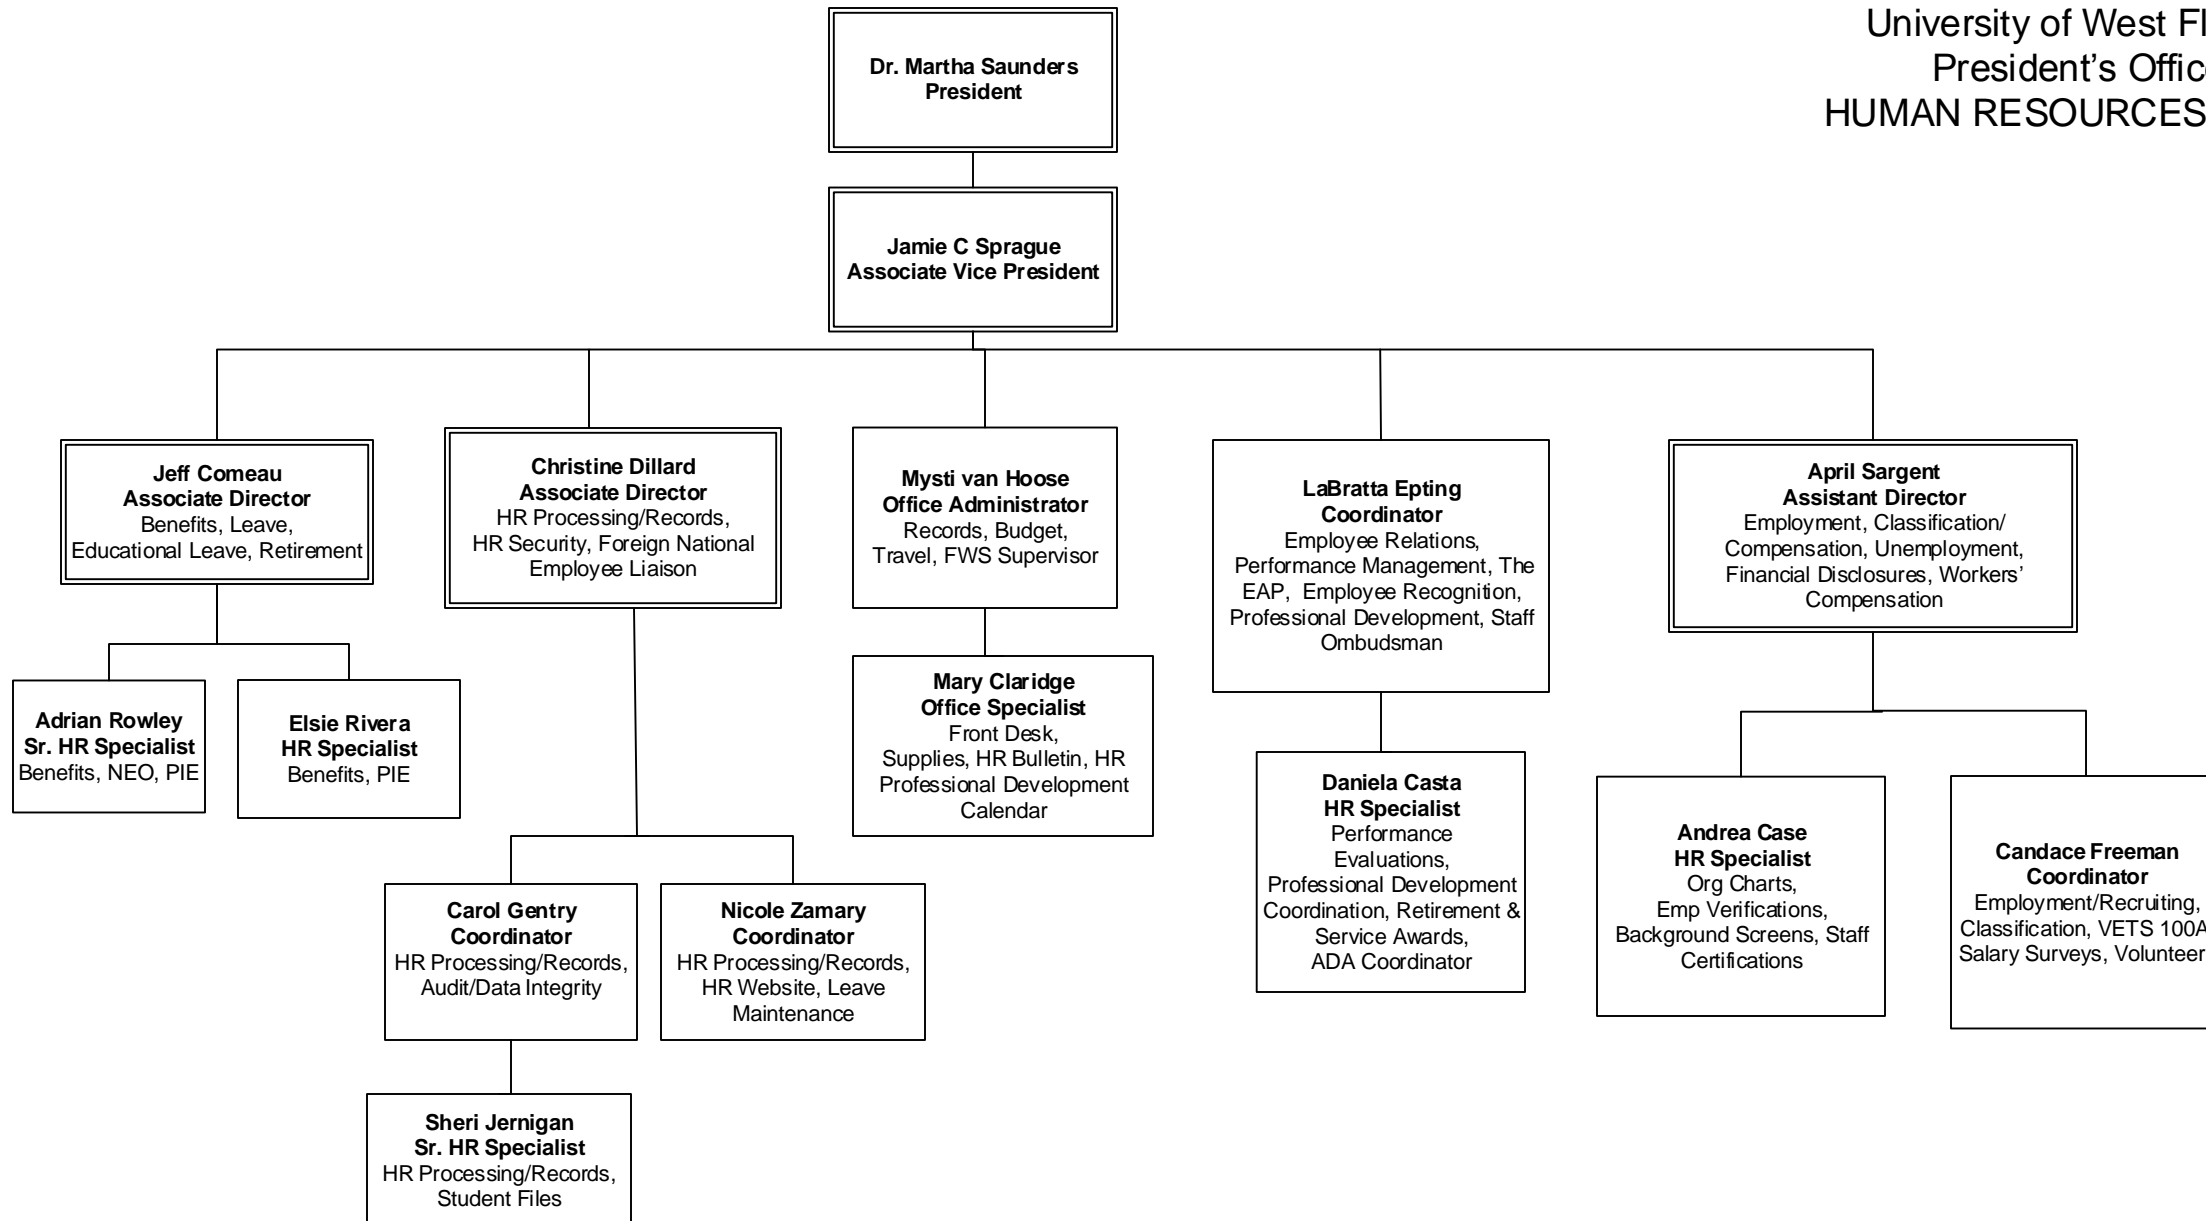 University of West Fl
President's Offic
HUMAN RESOURCES
Dr. Martha Saunders
President
Jamie C Sprague
Associate Vice President
Jeff Comeau
Associate Director
Benefits, Leave,
Educational Leave, Retirement
Christine Dillard
Associate Director
HR Processing/Records,
HR Security, Foreign National
Employee Liaison
Mysti van Hoose
Office Administrator
Records, Budget,
Travel, FWS Supervisor
LaBratta Epting
Coordinator
Employee Relations,
Performance Management, The
EAP, Employee Recognition,
Professional Development, Staff
Ombudsman
April Sargent
Assistant Director
Employment, Classification/
Compensation, Unemployment,
Financial Disclosures, Workers’
Compensation
Adrian Rowley
Sr. HR Specialist
Benefits, NEO, PIE
Elsie Rivera
HR Specialist
Benefits, PIE
Mary Claridge
Office Specialist
Front Desk,
Supplies, HR Bulletin, HR
Professional Development
Calendar
Daniela Casta
HR Specialist
Performance
Evaluations,
Professional Development
Coordination, Retirement &
Service Awards,
ADA Coordinator
Andrea Case
HR Specialist
Org Charts,
Emp Verifications,
Background Screens, Staff
Certifications
Candace Freeman
Coordinator
Employment/Recruiting,
Classification, VETS 100A
Salary Surveys, Volunteer
Carol Gentry
Coordinator
HR Processing/Records,
Audit/Data Integrity
Nicole Zamary
Coordinator
HR Processing/Records,
HR Website, Leave
Maintenance
Sheri Jernigan
Sr. HR Specialist
HR Processing/Records,
Student Files